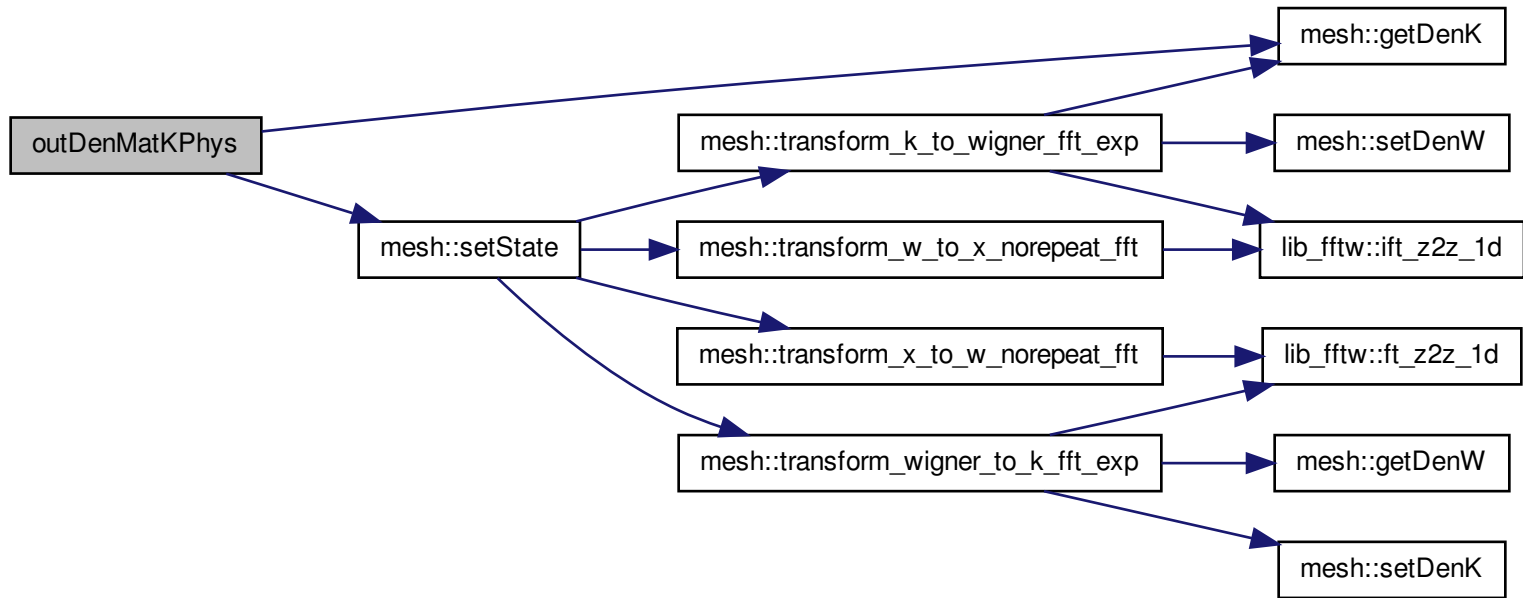 outDenMatKPhys
mesh::setState
mesh::transform_k_to_wigner_fft_exp
mesh::transform_w_to_x_norepeat_fft
mesh::transform_x_to_w_norepeat_fft
mesh::transform_wigner_to_k_fft_exp
mesh::getDenK
mesh::setDenW
lib_fftw::ift_z2z_1d
lib_fftw::ft_z2z_1d
mesh::getDenW
mesh::setDenK